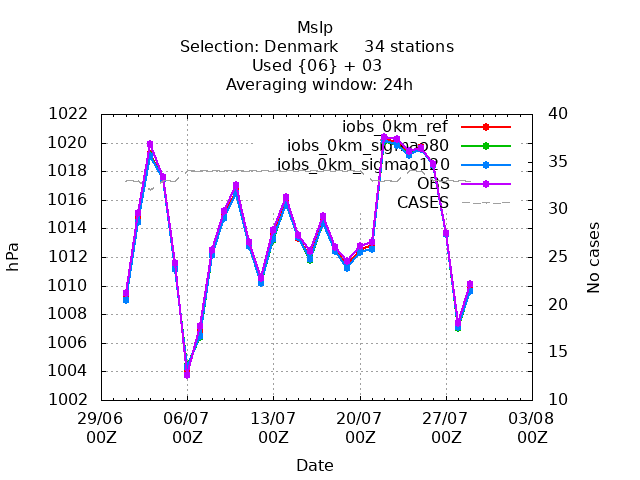 Mslp
Selection: Denmark 34 stations
Used {06} + 03
Averaging window: 24h
1022
1020
1018
1016
1014
1012
1010
1008
1006
1004
1002
hPa
40
35
30
25
20
15
10
No cases
iobs_0km_ref
iobs_0km_sigmao80
iobs_0km_sigmao120
OBS
CASES
29/06 06/07 13/07 20/07 27/07 03/08
00Z 00Z 00Z 00Z 00Z 00Z
Date